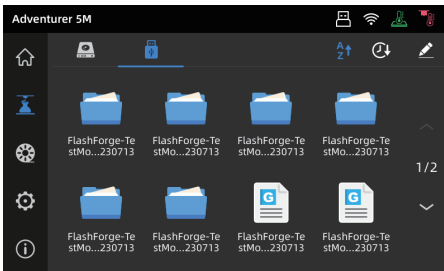 Adventurer 5M
A
Z
FlashForge-Te FlashForge-Te FlashForge-Te FlashForge-Te
stMo...230713 stMo...230713 stMo...230713 stMo...230713
1/2
G G
FlashForge-Te FlashForge-Te FlashForge-Te FlashForge-Te
stMo...230713 stMo...230713 stMo...230713 stMo...230713